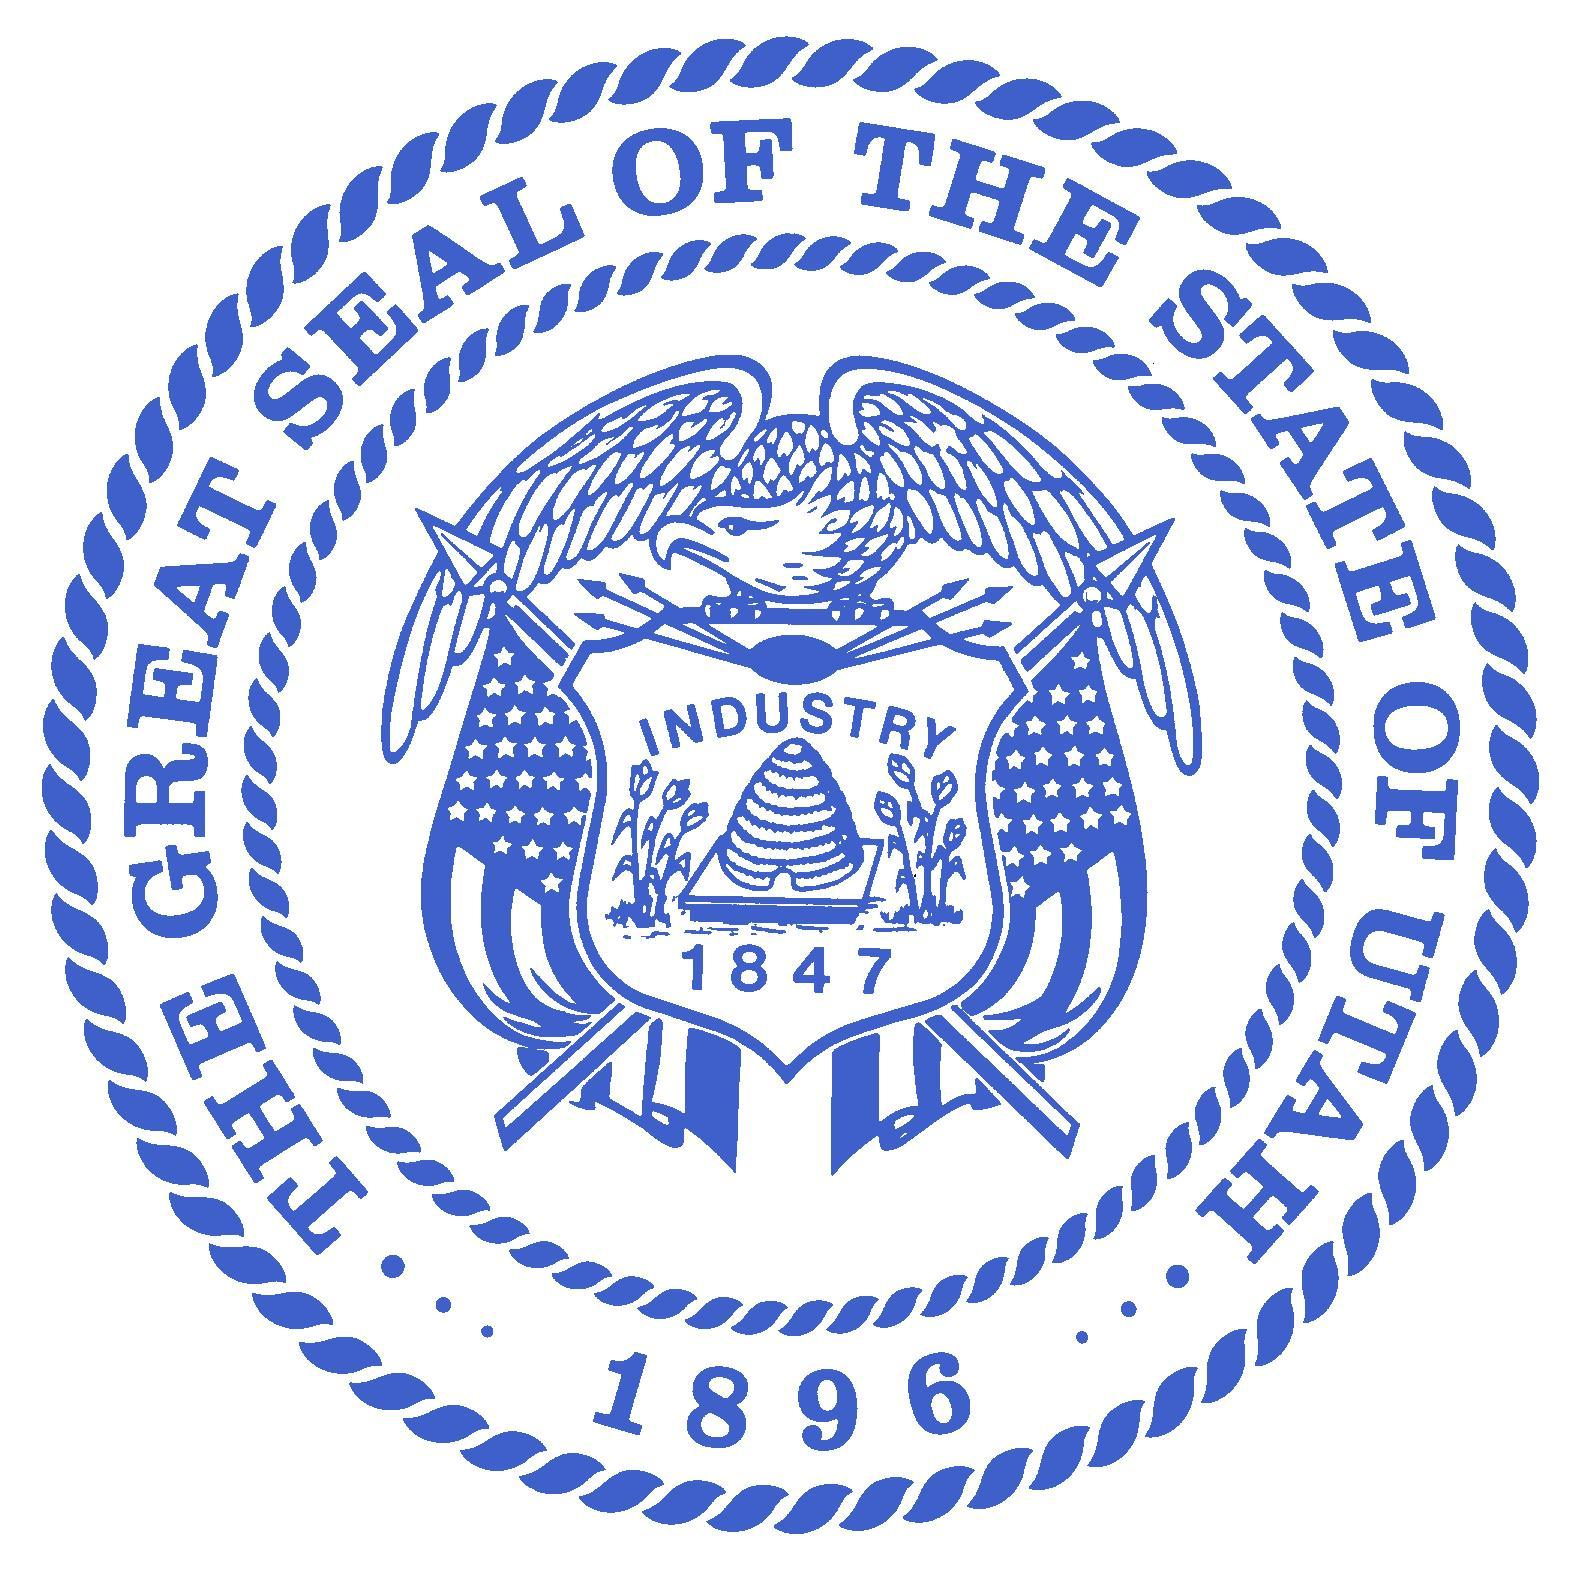 THE GREAT SEAL OF THE STATE OF UTAH
INDUSTRY
1847
1896